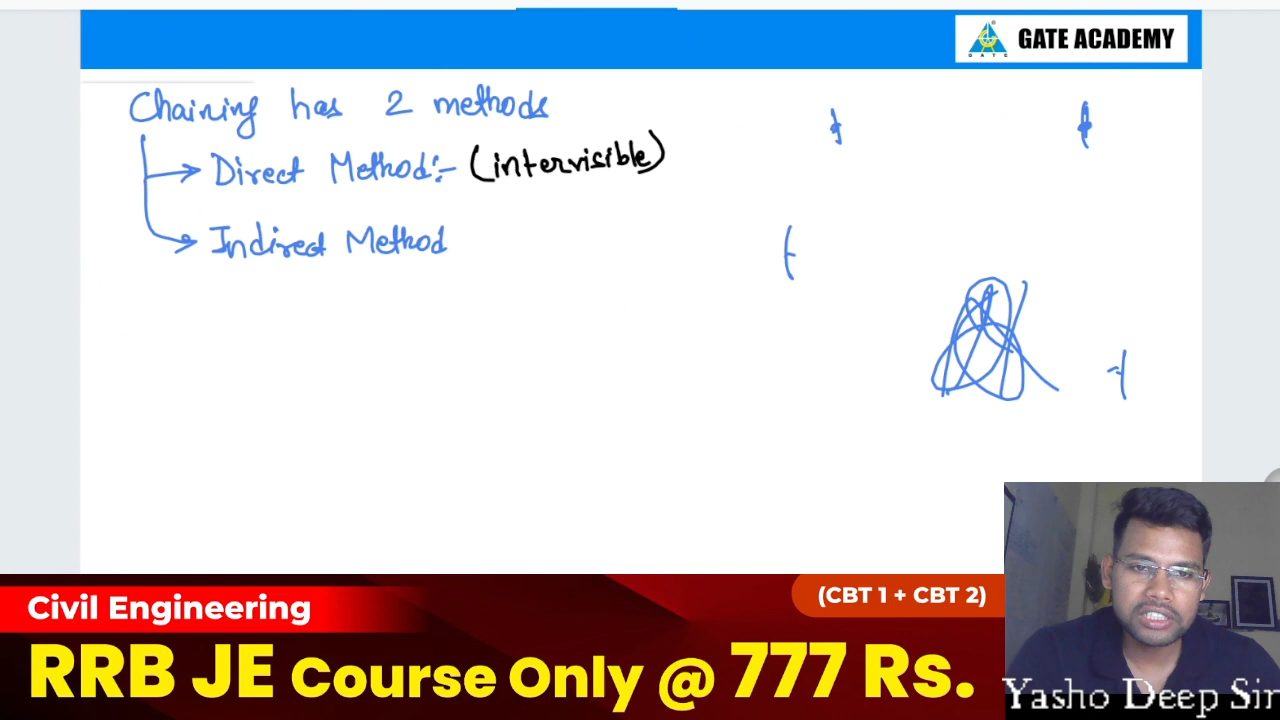 GATE ACADEMY
GATE
Chaining has 2 methods
Direct Method:- (intervisible)
Indirect Method
Civil Engineering
(CBT 1 + CBT 2)
RRB JE Course Only @ 777 Rs.
Yasho Deep Sir